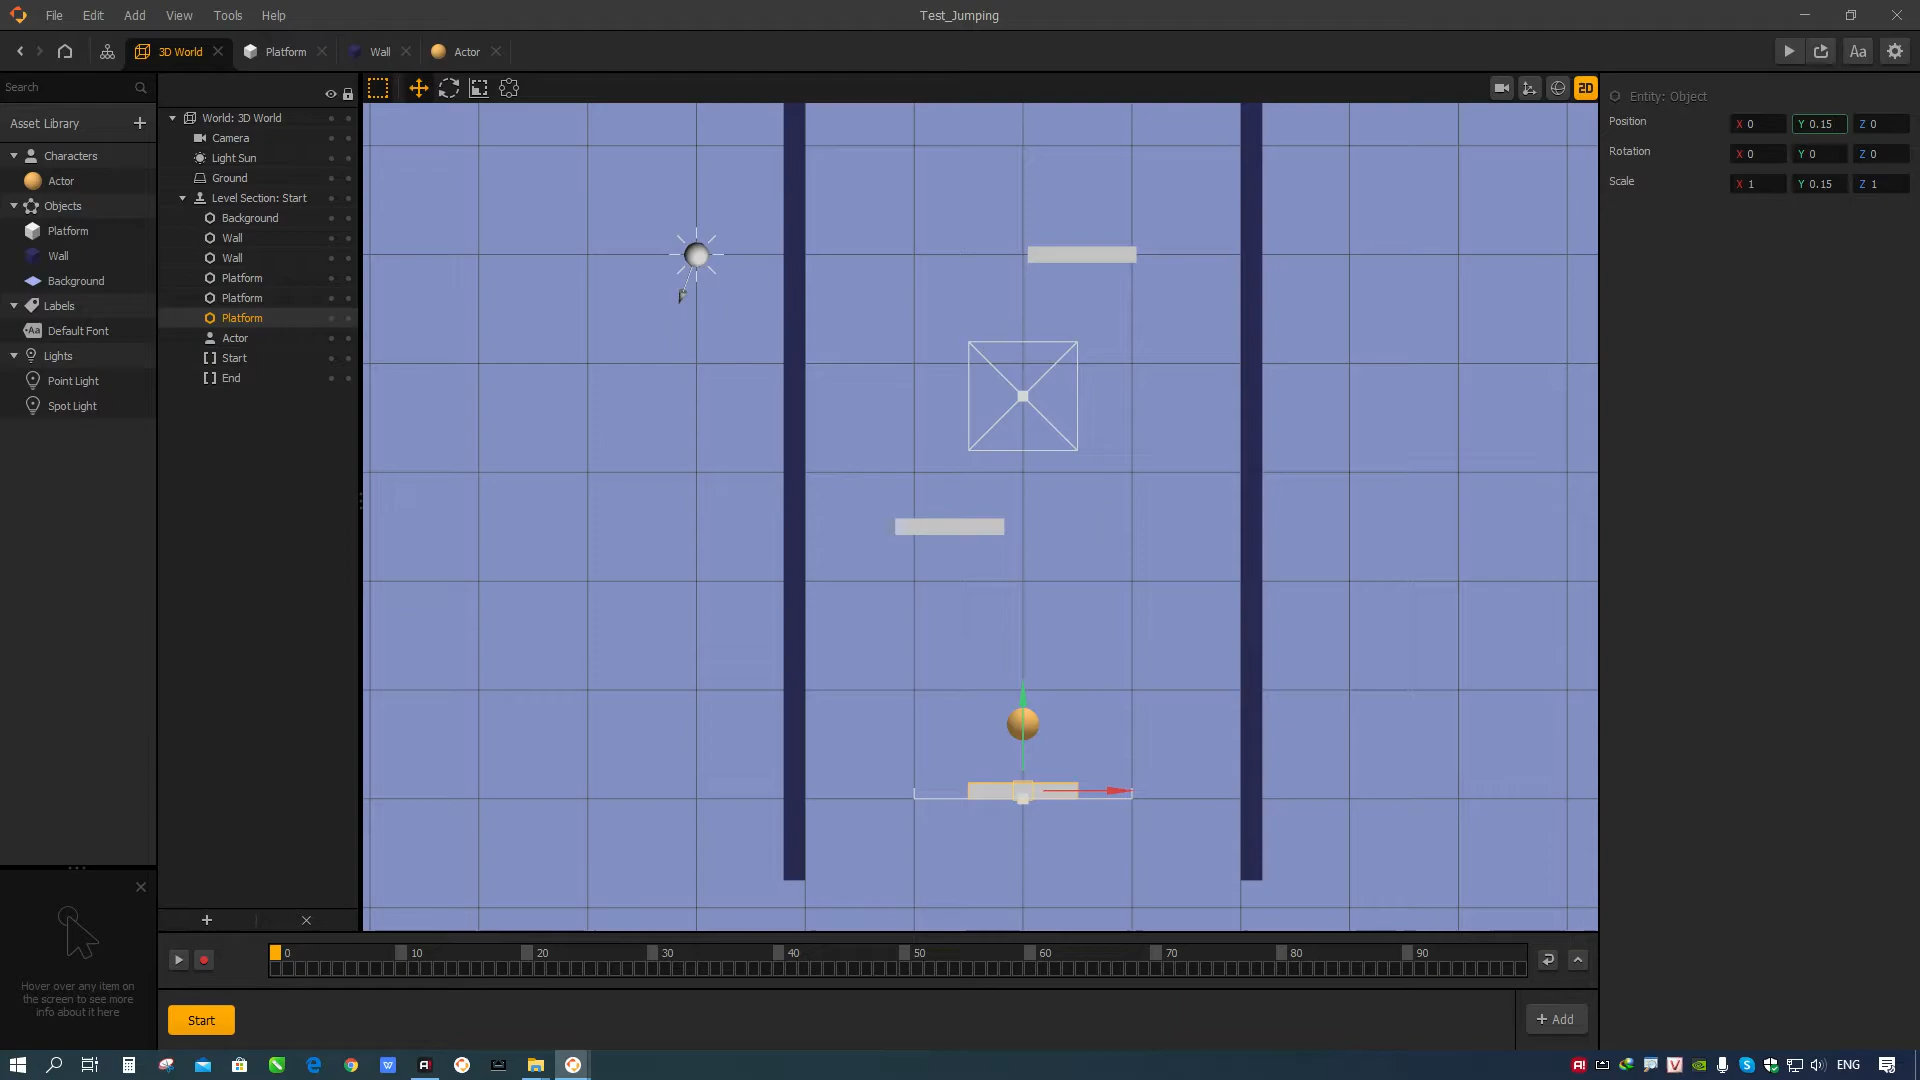 File Edit Add View Tools Help
Test_Jumping
3D World
Platform
Wall
Actor
Aa
Search
Asset Library
Characters
Actor
Objects
Platform
Wall
Background
Labels
Aa Default Font
Lights
Point Light
Spot Light
Hover over any item on
the screen to see more
info about it here
World: 3D World
Camera
Light Sun
Ground
Level Section: Start
Background
Wall
Wall
Platform
Platform
Platform
Actor
Start
End
2D
Entity: Object
Position X 0 Y 0.15 Z 0
Rotation X 0 Y 0 Z 0
Scale X 1 Y 0.15 Z 1
0 10 20 30 40 50 60 70 80 90
Start
+ Add
ENG